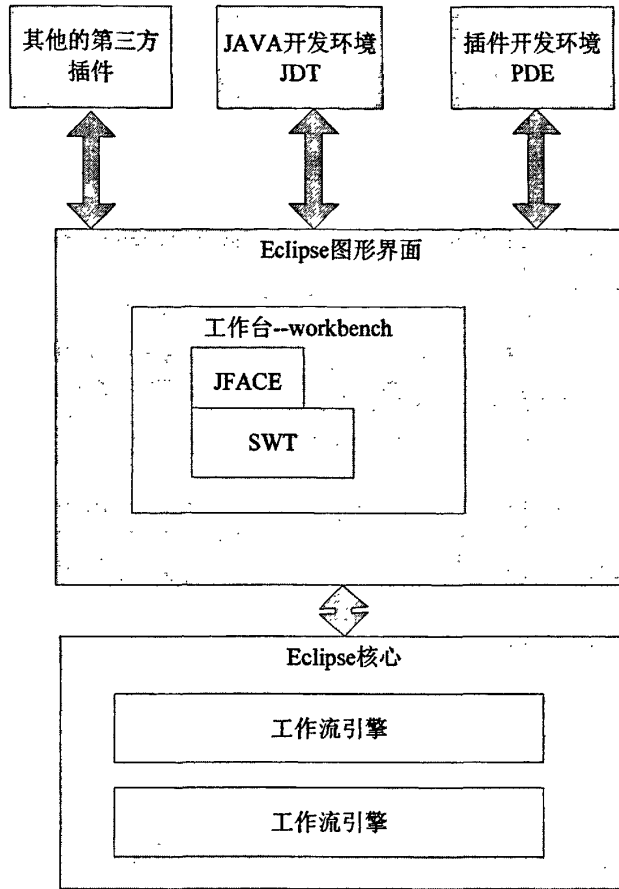 其他的第三方
插件
JAVA开发环境
JDT
插件开发环境
PDE
Eclipse图形界面
工作台--workbench
JFACE
SWT
Eclipse核心
工作流引擎
工作流引擎